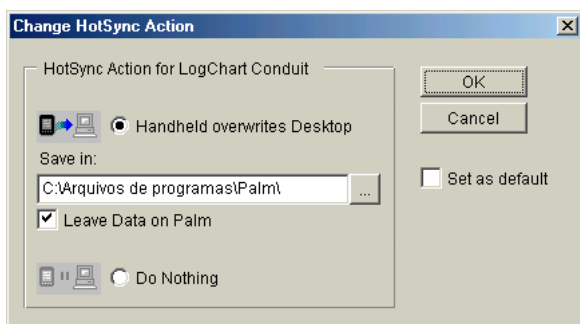 Change HotSync Action
HotSync Action for LogChart Conduit
Handheld overwrites Desktop
Save in:
C:\Arquivos de programas\Palm\
...
Leave Data on Palm
Do Nothing
OK
Cancel
Set as default